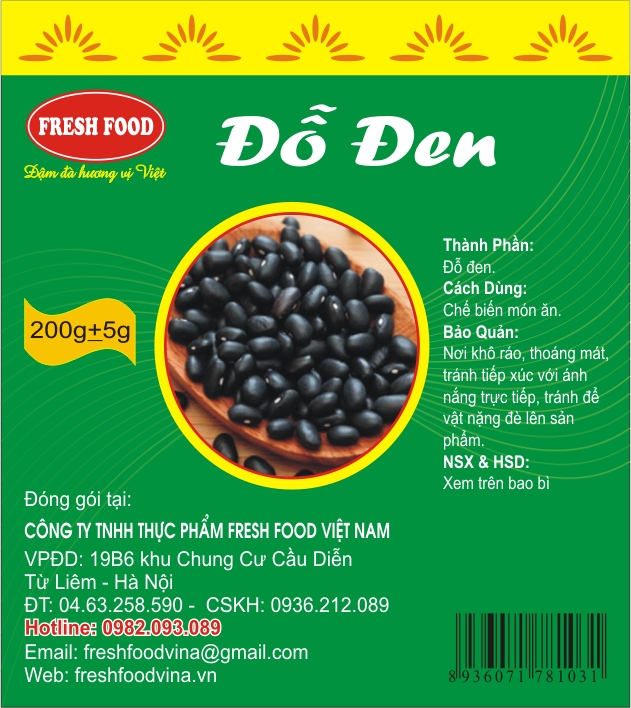 FRESH FOOD
Đậm đà hương vị Việt
Đỗ Đen
200g±5g
Thành Phần:
Đỗ đen.
Cách Dùng:
Chế biến món ăn.
Bảo Quản:
Nơi khô ráo, thoáng mát,
tránh tiếp xúc với ánh
nắng trực tiếp, tránh để
vật nặng đè lên sản
phẩm.
NSX & HSD:
Xem trên bao bì
Đóng gói tại:
CÔNG TY TNHH THỰC PHẨM FRESH FOOD VIỆT NAM
VPĐD: 19B6 khu Chung Cư Cầu Diễn
Từ Liêm - Hà Nội
ĐT: 04.63.258.590 - CSKH: 0936.212.089
Hotline: 0982.093.089
Email: freshfoodvina@gmail.com
Web: freshfoodvina.vn
8936071781031